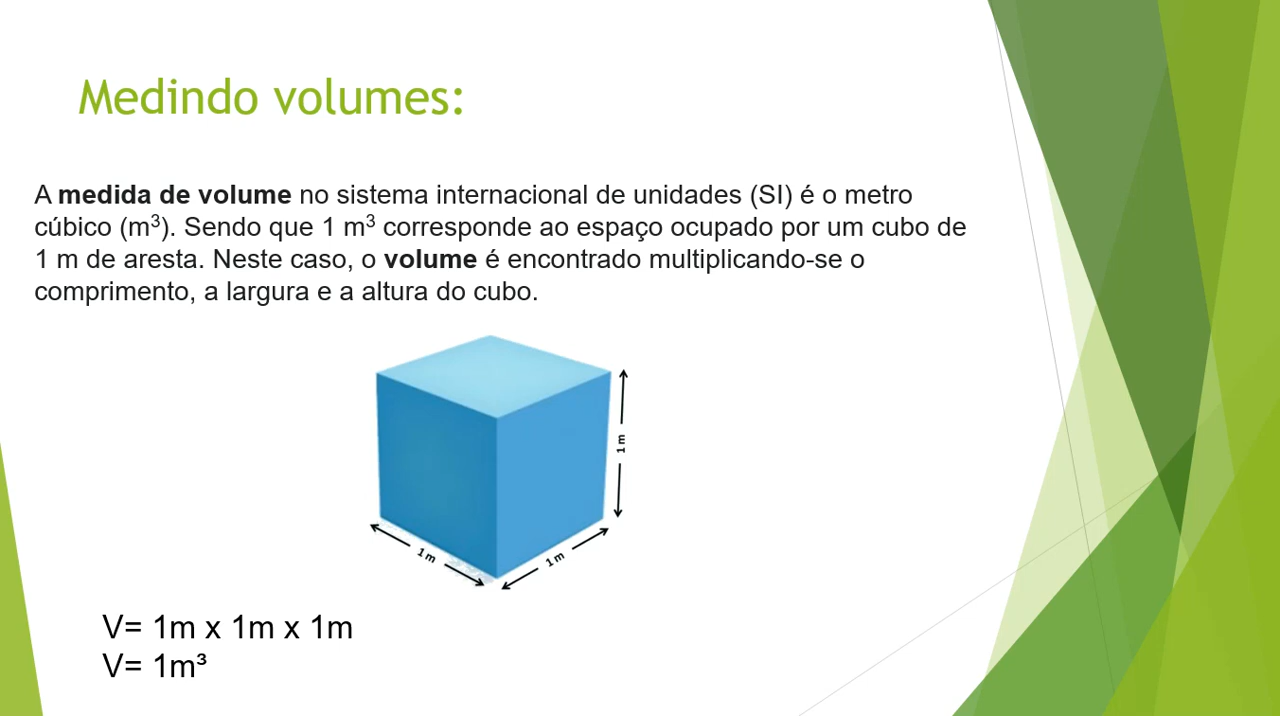 Medindo volumes:
A medida de volume no sistema internacional de unidades (SI) é o metro
cúbico (m³). Sendo que 1 m³ corresponde ao espaço ocupado por um cubo de
1 m de aresta. Neste caso, o volume é encontrado multiplicando-se o
comprimento, a largura e a altura do cubo.
1 m
1 m
1 m
V= 1m x 1m x 1m
V= 1m³